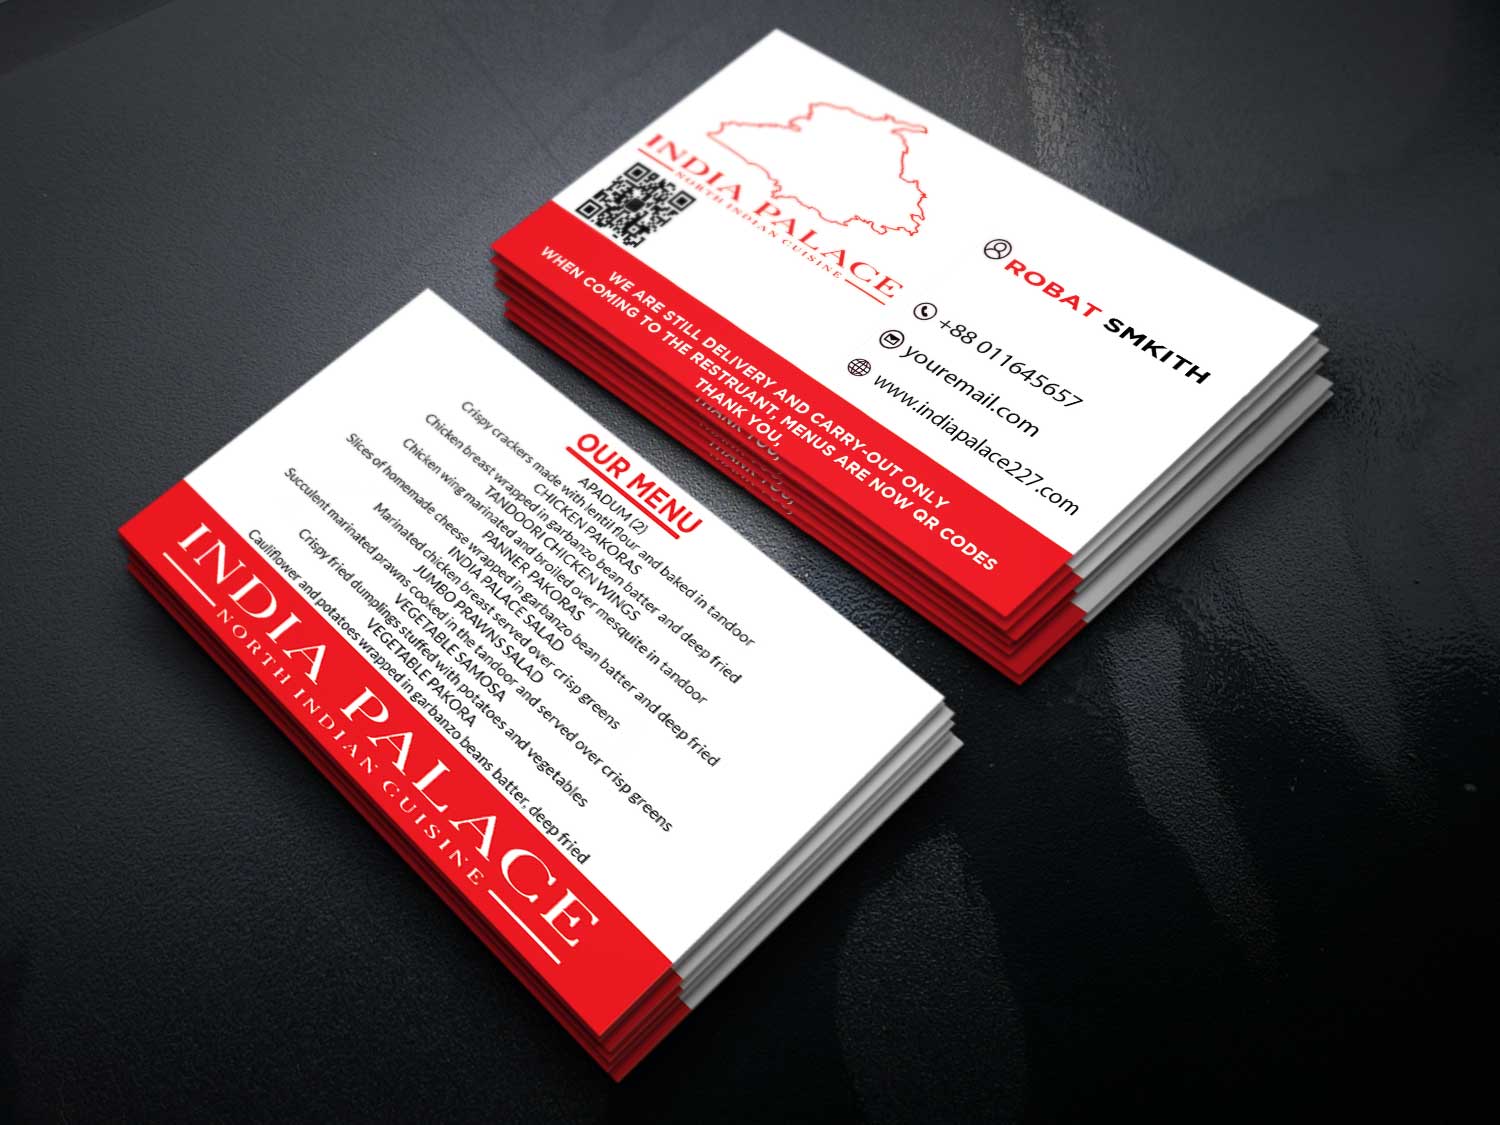 INDIA PALACE
NORTH INDIAN CUISINE
ROBAT SMKITH
+88 011645657
youremail.com
www.indiapalace227.com
WE ARE STILL DELIVERY AND CARRY-OUT ONLY
WHEN COMING TO THE RESTRUANT, MENUS ARE NOW QR CODES
THANK YOU,
OUR MENU
APADUM (2)
Crispy crackers made with lentil flour and baked in tandoor
CHICKEN PAKORAS
Chicken breast wrapped in garbanzo bean batter and deep fried
TANDOORI CHICKEN WINGS
Chicken wing marinated and broiled over mesquite in tandoor
PANNER PAKORAS
Slices of homemade cheese wrapped in garbanzo bean batter and deep fried
INDIA PALACE SALAD
Marinated chicken breast served over crisp greens
JUMBO PRAWNS SALAD
Succulent marinated prawns cooked in the tandoor and served over crisp greens
VEGETABLE SAMOSA
Crispy fried dumplings stuffed with potatoes and vegetables
VEGETABLE PAKORA
Cauliflower and potatoes wrapped in garbanzo beans batter, deep fried
INDIA PALACE
NORTH INDIAN CUISINE